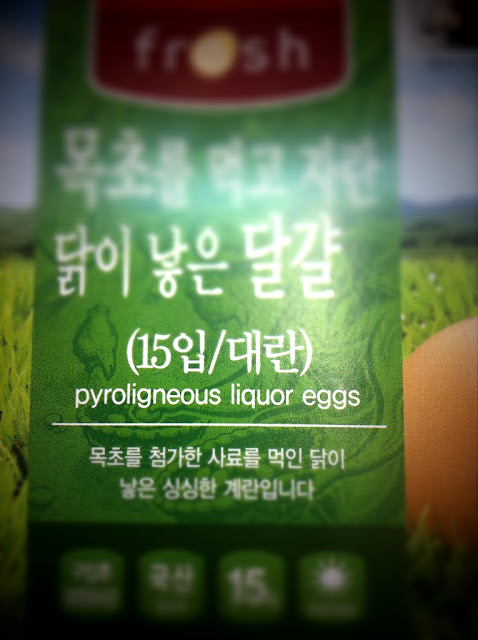 fresh
목초를 먹고 자란
닭이 낳은 달걀
(15입/대란)
pyroligneous liquor eggs
목초를 첨가한 사료를 먹인 닭이
낳은 싱싱한 계란입니다
국산
15